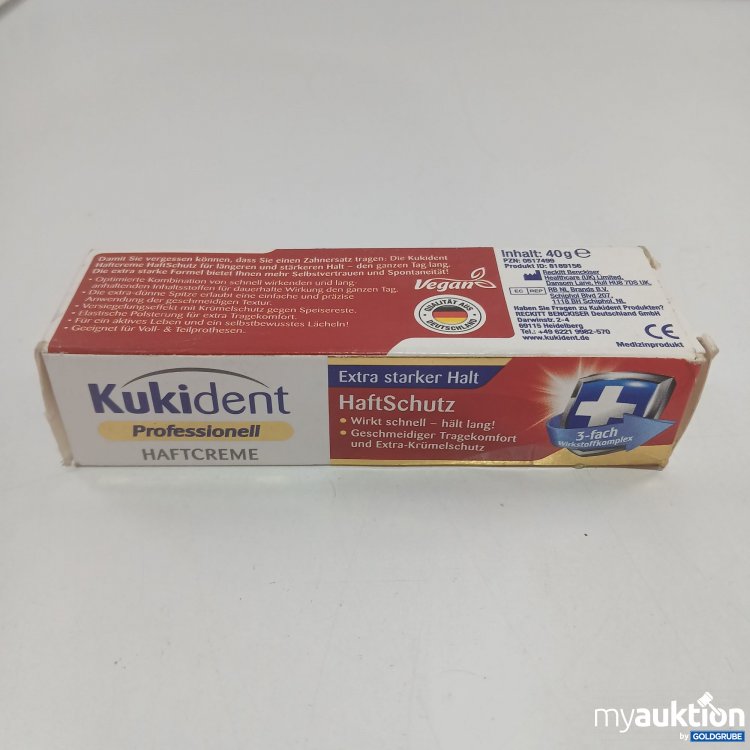 Damit Sie vergessen können, dass Sie einen Zahnersatz tragen: Die Kukident
Haftcreme HaftSchutz für längeren und stärkeren Halt – den ganzen Tag lang.
Die extra starke Formel bietet Ihnen mehr Selbstvertrauen und Spontaneität!
• Optimierte Kombination von schnell wirkenden und lang-
anhaltenden Inhaltsstoffen für dauerhafte Wirkung den ganzen Tag.
• Die extra-dünne Spitze erlaubt eine einfache und präzise
Anwendung der geschmeidigen Textur.
• Versiegelungseffekt mit Krümelschutz gegen Speisereste.
• Elastische Polsterung für extra Tragekomfort.
• Für ein aktives Leben und ein selbstbewusstes Lächeln!
• Geeignet für Voll- & Teilprothesen.
Vegan
QUALITÄT AUS
DEUTSCHLAND
Inhalt: 40g e
PZN: 0517499
Produkt ID: 8189156
Reckitt Benckiser
Healthcare (UK) Limited,
Dansom Lane, Hull HU8 7DS UK
EC REP
RB NL Brands B.V.
Schiphol Blvd 207,
1118 BH Schiphol, NL
Haben Sie Fragen zu Kukident Produkten?
RECKITT BENCKISER Deutschland GmbH
Darwinstr. 2-4
69115 Heidelberg
Tel.: +49 6221 9982-570
www.kukident.de
CE
Medizinprodukt
Kukident
Professionell
HAFTCREME
Extra starker Halt
HaftSchutz
• Wirkt schnell – hält lang!
• Geschmeidiger Tragekomfort
und Extra-Krümelschutz
3-fach
Wirkstoffkomplex
myauktion
by GOLDGRUBE